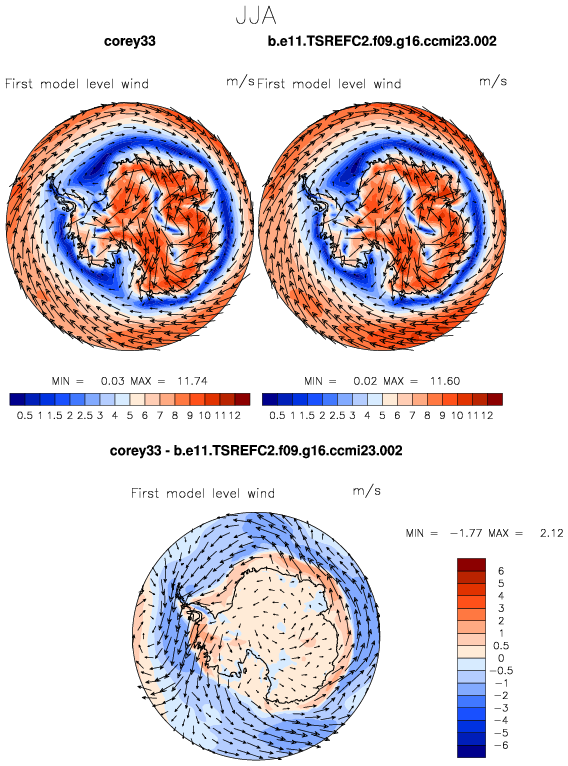 JJA
corey33 b.e11.TSREFC2.f09.g16.ccmi23.002
First model level wind m/s First model level wind m/s
MIN = 0.03 MAX = 11.74 MIN = 0.02 MAX = 11.60
0.5 1 1.5 2 2.5 3 4 5 6 7 8 9 10 11 12 0.5 1 1.5 2 2.5 3 4 5 6 7 8 9 10 11 12
corey33 - b.e11.TSREFC2.f09.g16.ccmi23.002
First model level wind m/s
MIN = -1.77 MAX = 2.12
6
5
4
3
2
1
0.5
0
-0.5
-1
-2
-3
-4
-5
-6